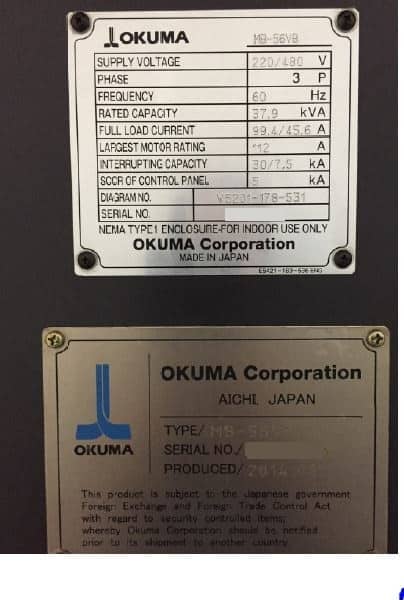 OKUMA MB-56VB
SUPPLY VOLTAGE 220/480 V
PHASE 3 P
FREQUENCY 60 Hz
RATED CAPACITY 37.9 kVA
FULL LOAD CURRENT 99.4/45.6 A
LARGEST MOTOR RATING 112 A
INTERRUPTING CAPACITY 30/7.5 kA
SCCR OF CONTROL PANEL 5 kA
DIAGRAM NO.
SERIAL NO.
NEMA TYPE1 ENCLOSURE-FOR INDOOR USE ONLY
OKUMA Corporation
MADE IN JAPAN
OKUMA
OKUMA Corporation
AICHI, JAPAN
TYPE/
SERIAL NO./
PRODUCED/ 2014
This product is subject to the Japanese government
Foreign Exchange and Foreign Trade Control Act
with regard to security controlled items;
whereby Okuma Corporation should be notified
prior to its shipment to another country.